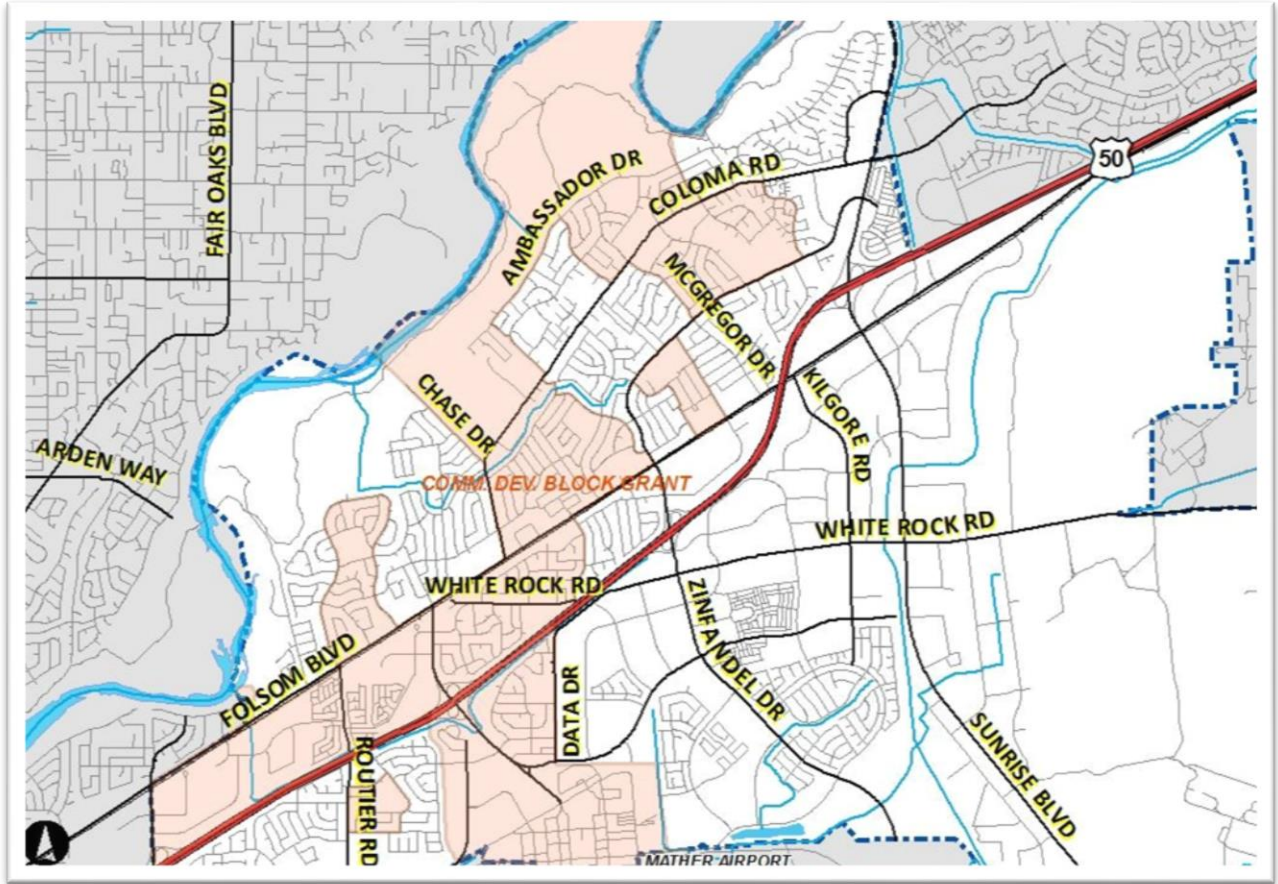 FAIR OAKS BLVD
AMBASSADOR DR
COLOMA RD
50
MCGREGOR DR
CHASE DR
KILGORE RD
ARDEN WAY
COMM. DEV. BLOCK GRANT
WHITE ROCK RD
WHITE ROCK RD
ZINFANDEL DR
FOLSOM BLVD
DATA DR
SUNRISE BLVD
ROUTIER RD
MATHER AIRPORT